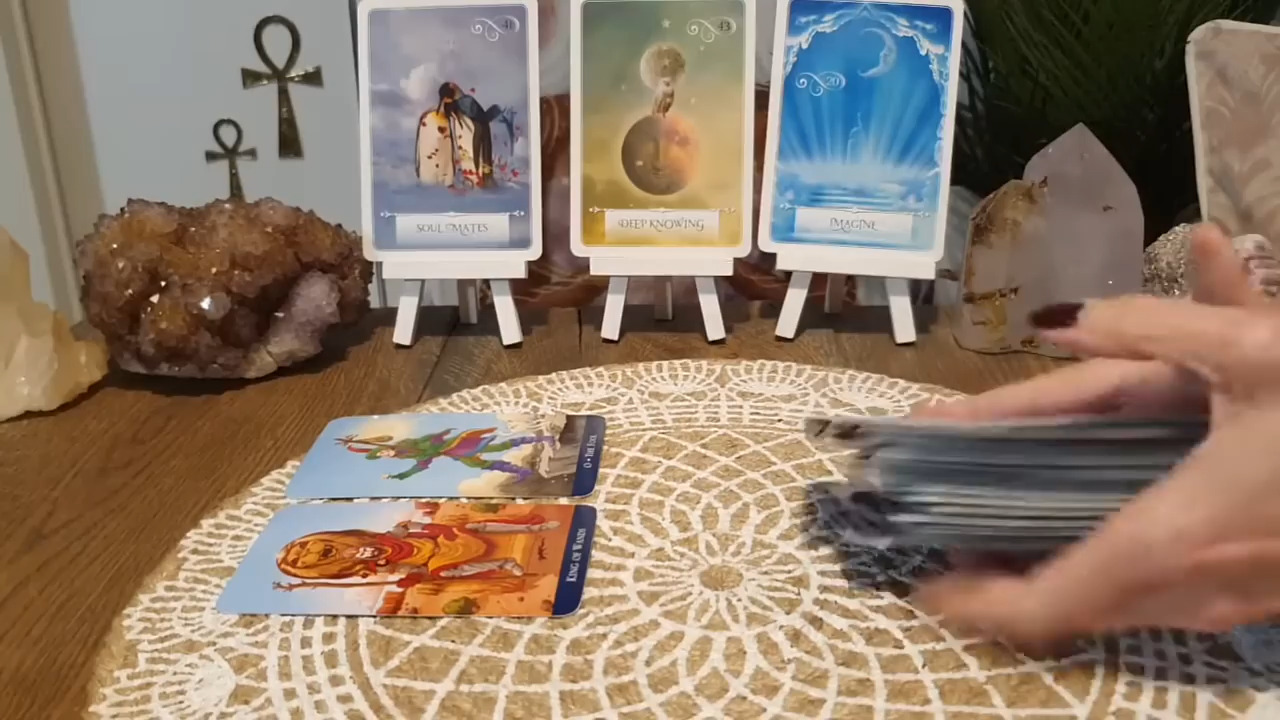 41
SOUL MATES
43
DEEP KNOWING
20
IMAGINE
0 • THE FOOL
KING OF WANDS